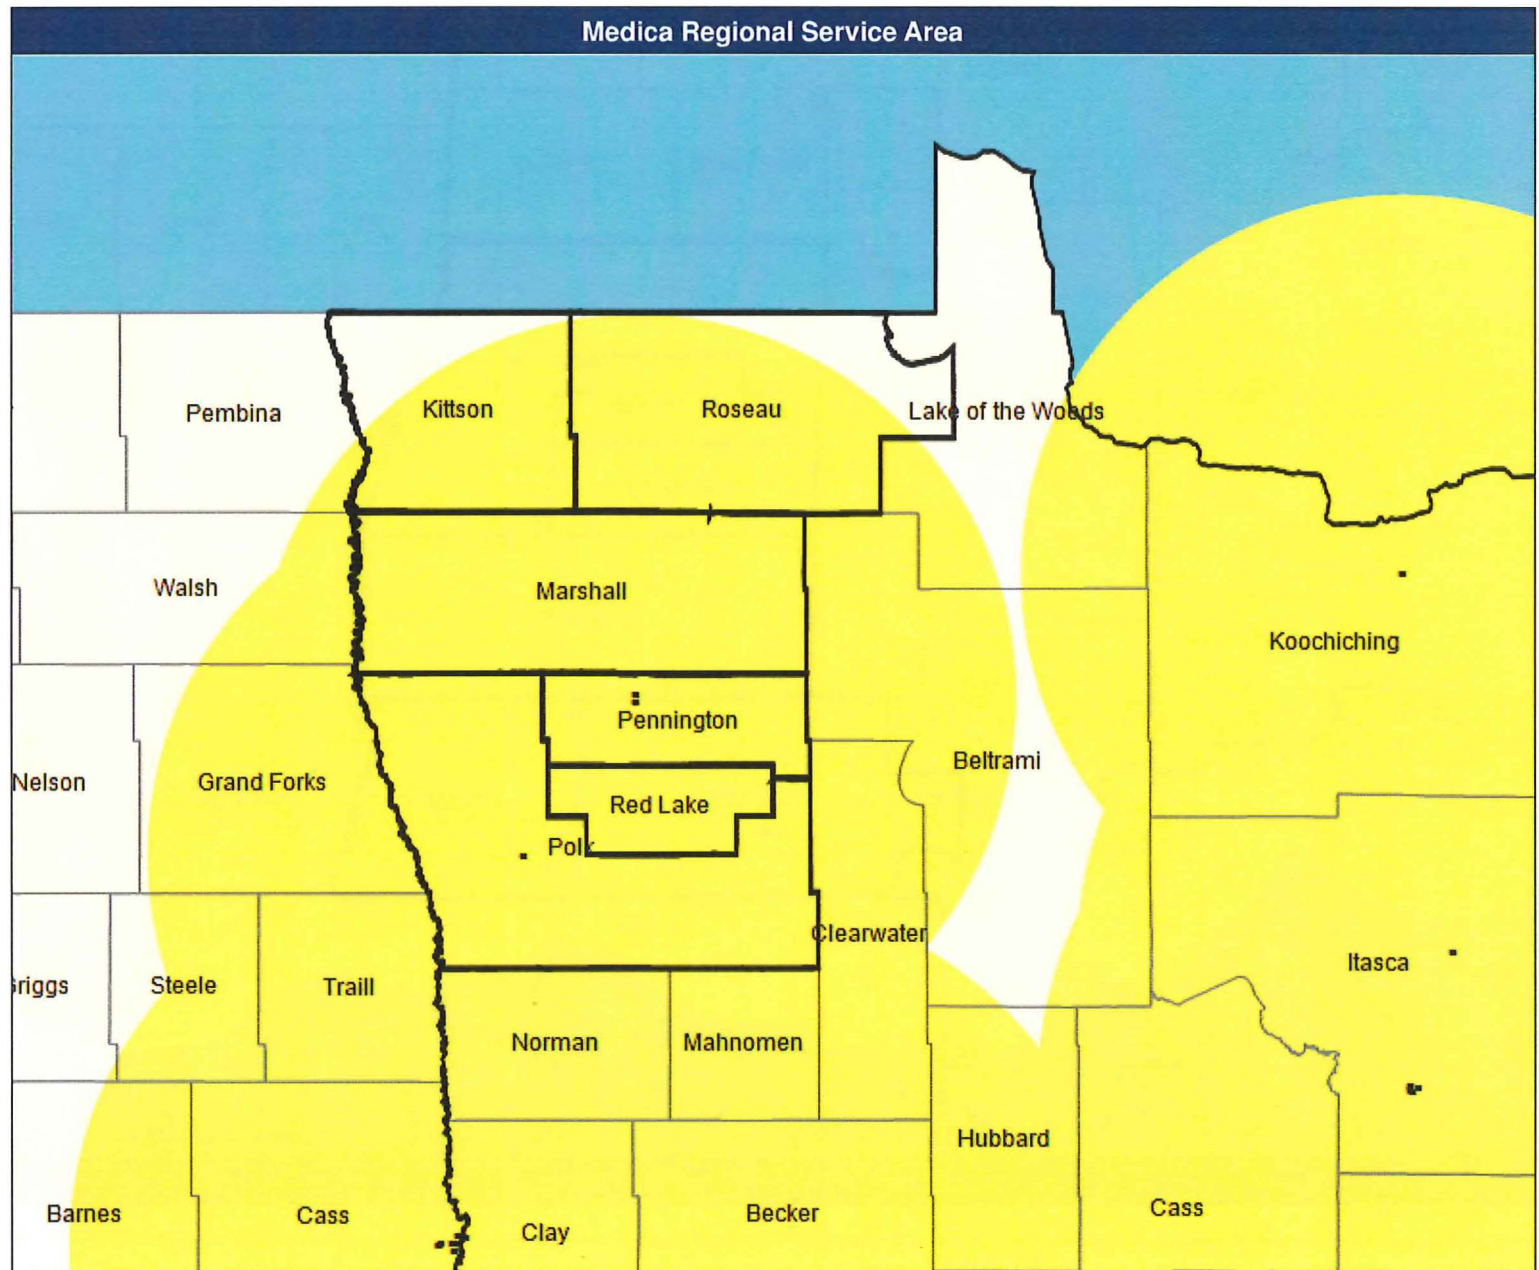 Medica Regional Service Area
Pembina
Kittson
Roseau
Lake of the Woods
Walsh
Marshall
Koochiching
Pennington
Nelson
Grand Forks
Beltrami
Red Lake
Polk
Clearwater
Itasca
riggs
Steele
Traill
Norman
Mahnomen
Hubbard
Barnes
Cass
Clay
Becker
Cass